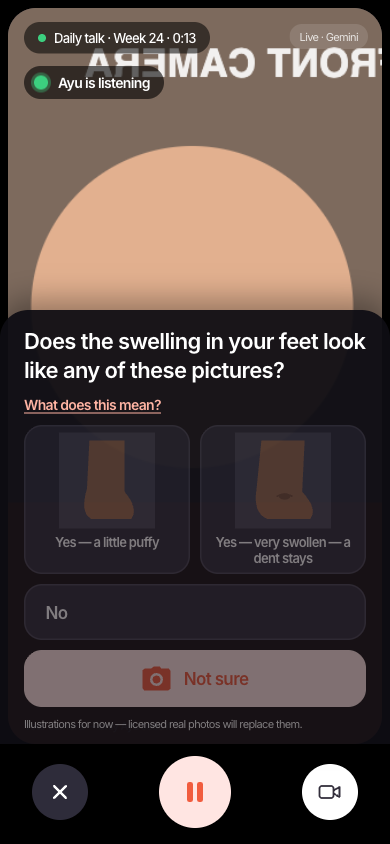 Daily talk · Week 24 · 0:13
Live · Gemini
FRONT CAMERA
Ayu is listening
Does the swelling in your feet look
like any of these pictures?
What does this mean?
Yes — a little puffy
Yes — very swollen — a
dent stays
No
Not sure
Illustrations for now — licensed real photos will replace them.